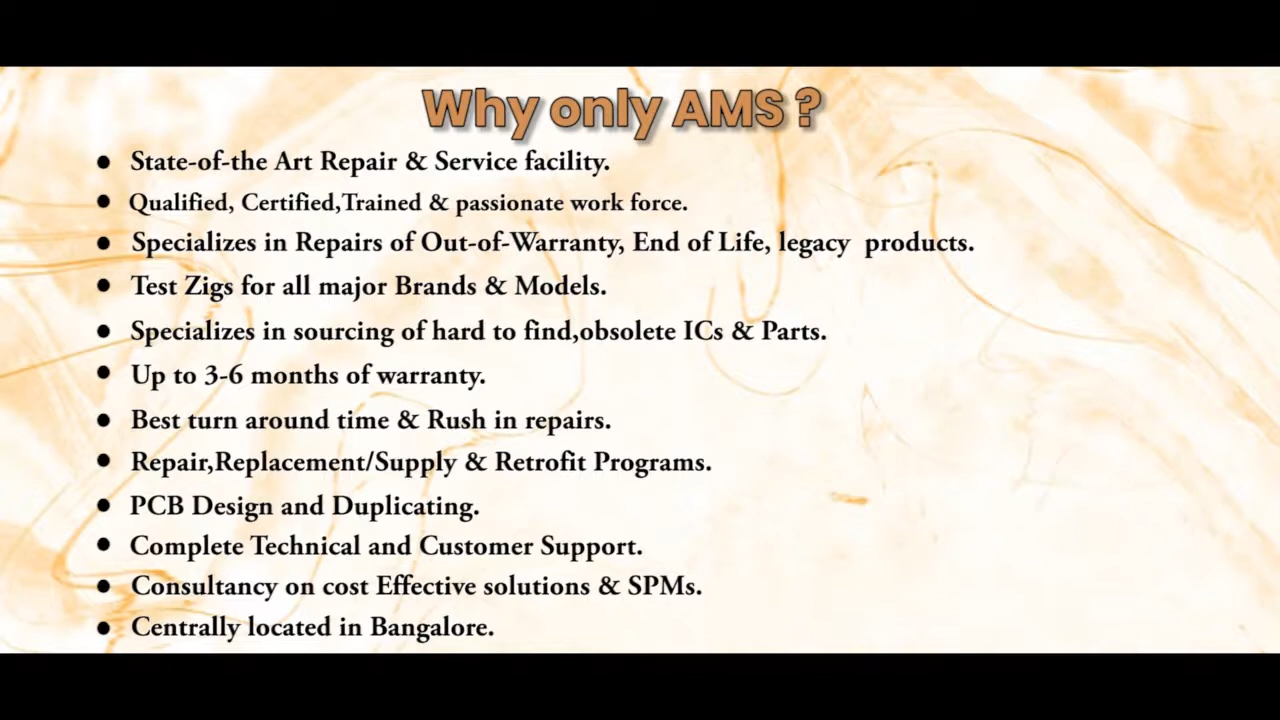 Why only AMS ?
● State-of-the Art Repair & Service facility.
● Qualified, Certified,Trained & passionate work force.
● Specializes in Repairs of Out-of-Warranty, End of Life, legacy  products.
● Test Zigs for all major Brands & Models.
● Specializes in sourcing of hard to find,obsolete ICs & Parts.
● Up to 3-6 months of warranty.
● Best turn around time & Rush in repairs.
● Repair,Replacement/Supply & Retrofit Programs.
● PCB Design and Duplicating.
● Complete Technical and Customer Support.
● Consultancy on cost Effective solutions & SPMs.
● Centrally located in Bangalore.